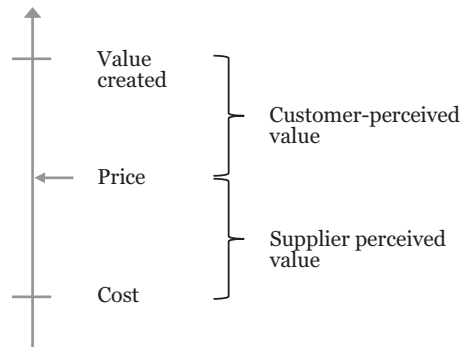 Value
created
Customer-perceived
value
Price
Supplier perceived
value
Cost